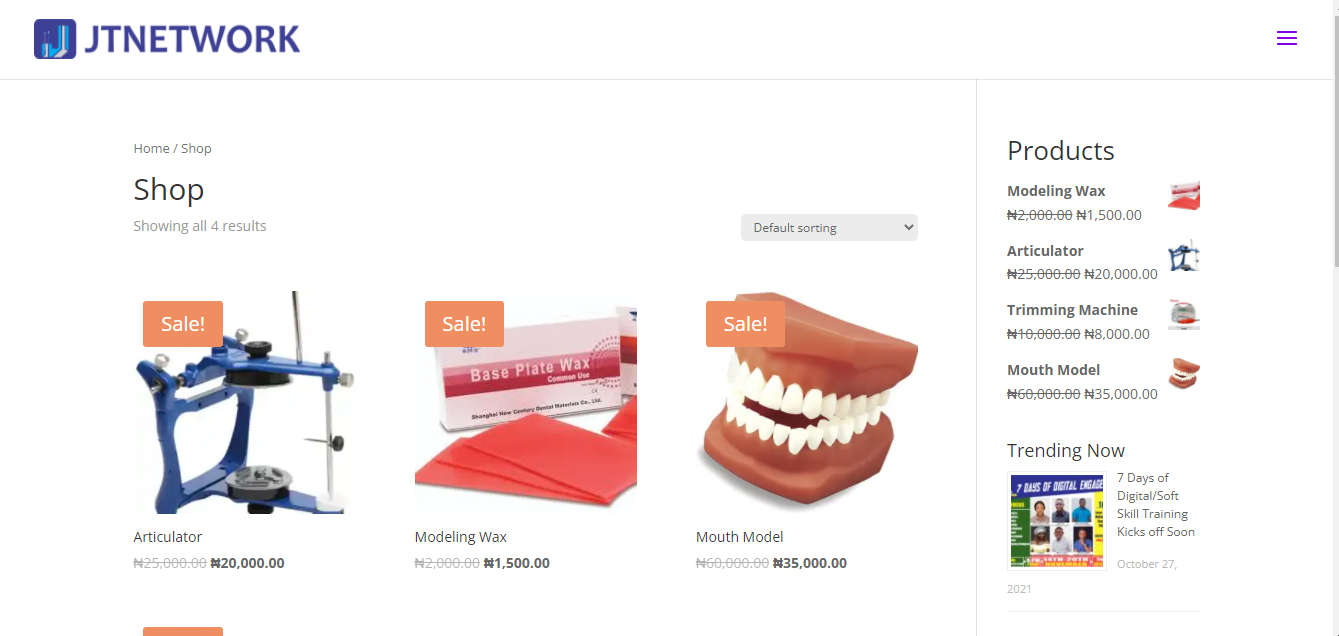 JTNETWORK
Home / Shop
Shop
Showing all 4 results
Default sorting
Sale!
Sale!
Base Plate Wax
Common Use
Shanghai New Century Dental Materials Co., Ltd.
Sale!
Articulator
₦25,000.00 ₦20,000.00
Modeling Wax
₦2,000.00 ₦1,500.00
Mouth Model
₦60,000.00 ₦35,000.00
Products
Modeling Wax
₦2,000.00 ₦1,500.00
Articulator
₦25,000.00 ₦20,000.00
Trimming Machine
₦10,000.00 ₦8,000.00
Mouth Model
₦60,000.00 ₦35,000.00
Trending Now
7 DAYS OF DIGITAL ENGAGE
7 Days of
Digital/Soft
Skill Training
Kicks off Soon
October 27,
2021